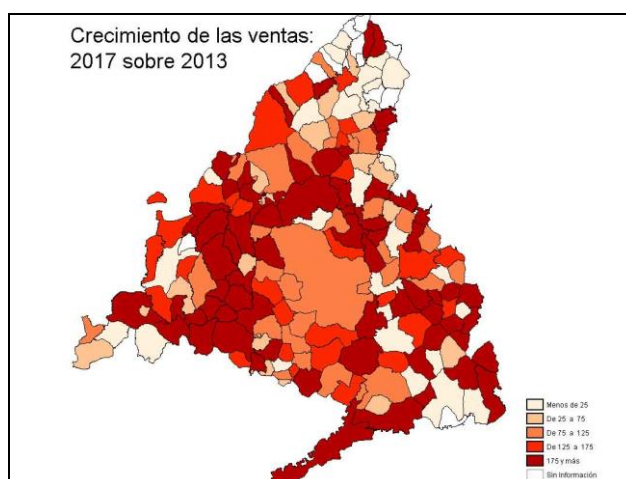 Crecimiento de las ventas:
2017 sobre 2013
Menos de 25
De 25 a 75
De 75 a 125
De 125 a 175
175 y más
Sin Información